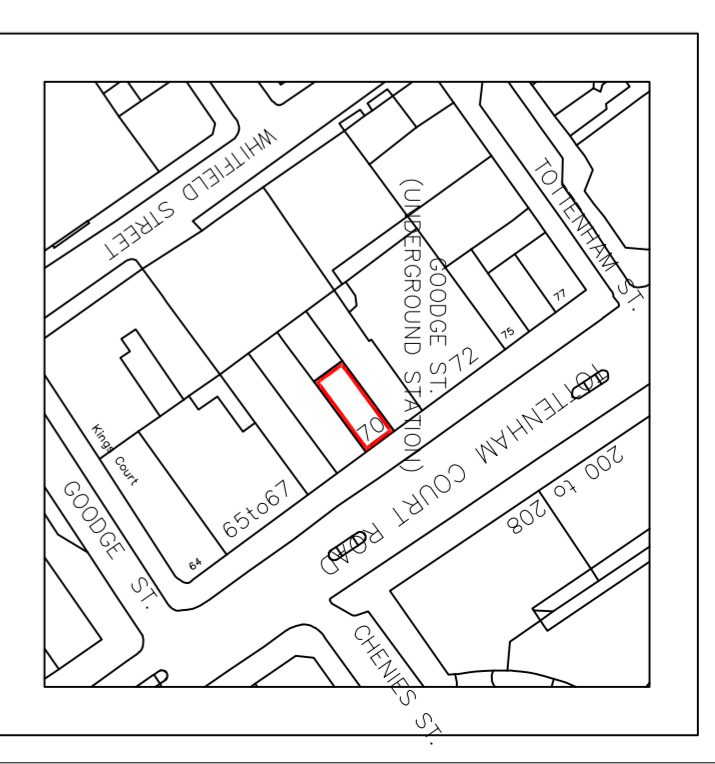 WHITFIELD STREET
TOTTENHAM ST.
GOODGE ST.
(UNDERGROUND STATION)
77
75
72
70
TOTTENHAM COURT ROAD
Kings Court
65to67
64
GOODGE ST.
200 to 208
CHENIES ST.